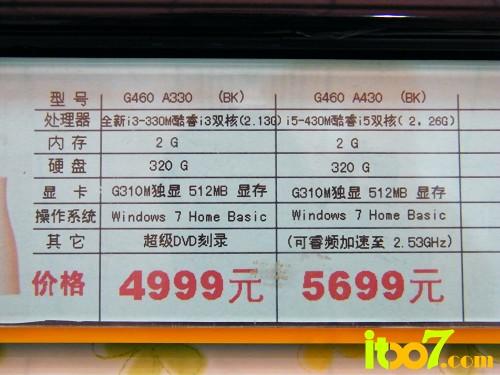 型 号 G460 A330 (BK) G460 A430 (BK)
处理器 全新i3-330M酷睿i3双核(2.13G) i5-430M酷睿i5双核( 2. 26G)
内 存 2 G 2 G
硬 盘 320 G 320 G
显 卡 G310M独显 512MB 显存 G310M独显 512MB 显存
操作系统 Windows 7 Home Basic Windows 7 Home Basic
其 它 超级DVD刻录 (可睿频加速至 2.53GHz)
价格 4999元 5699元
itoo7.com